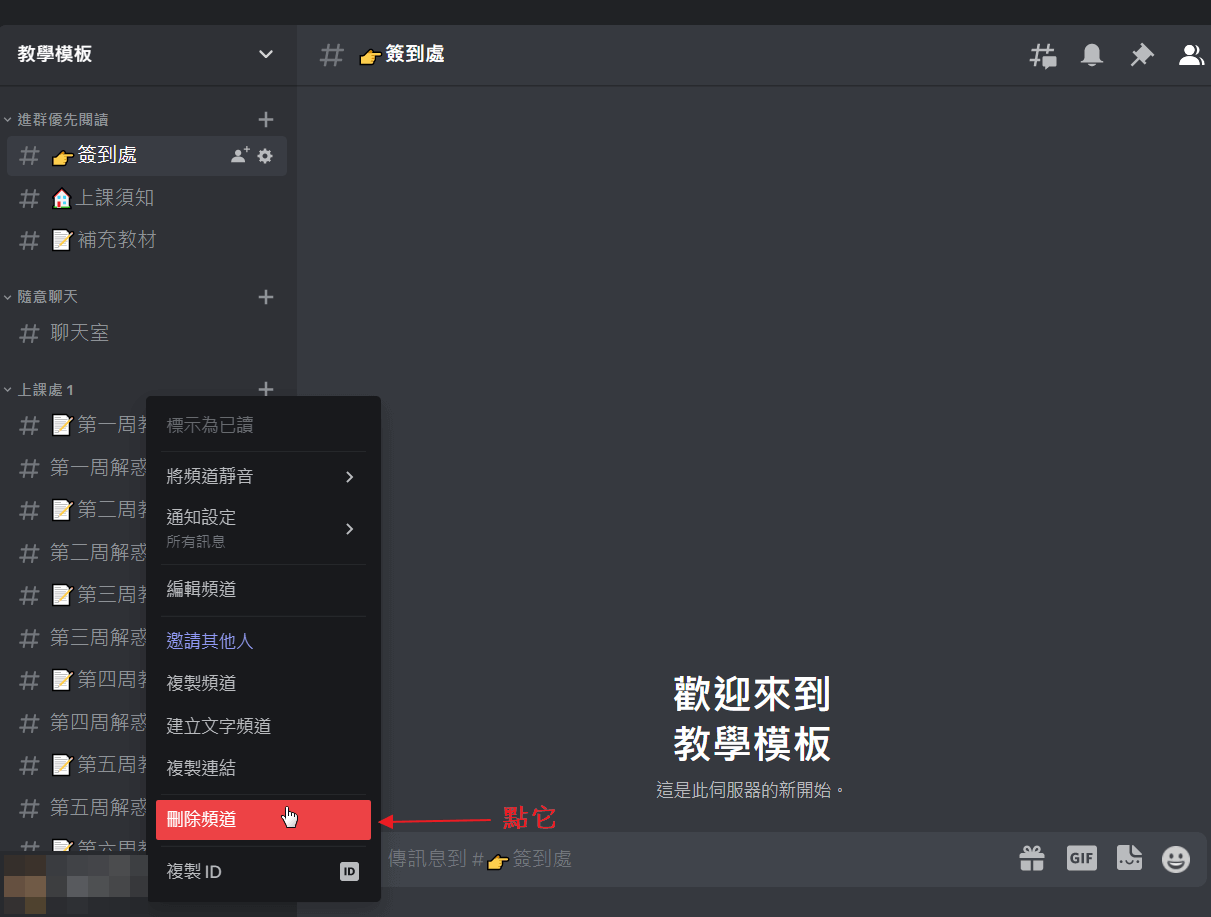 教學模板
# 👉簽到處
進群優先閱讀
# 👉簽到處
# 🏠上課須知
# 📝補充教材
隨意聊天
# 聊天室
上課處 1
# 📝第一周教
# 第一周解惑
# 📝第二周教
# 第二周解惑
# 📝第三周教
# 第三周解惑
# 📝第四周教
# 第四周解惑
# 📝第五周教
# 第五周解惑
# 📝第六周教
標示為已讀
將頻道靜音
通知設定
所有訊息
編輯頻道
邀請其他人
複製頻道
建立文字頻道
複製連結
刪除頻道
點它
複製 ID
ID
歡迎來到
教學模板
這是此伺服器的新開始。
傳訊息到 #👉簽到處
GIF